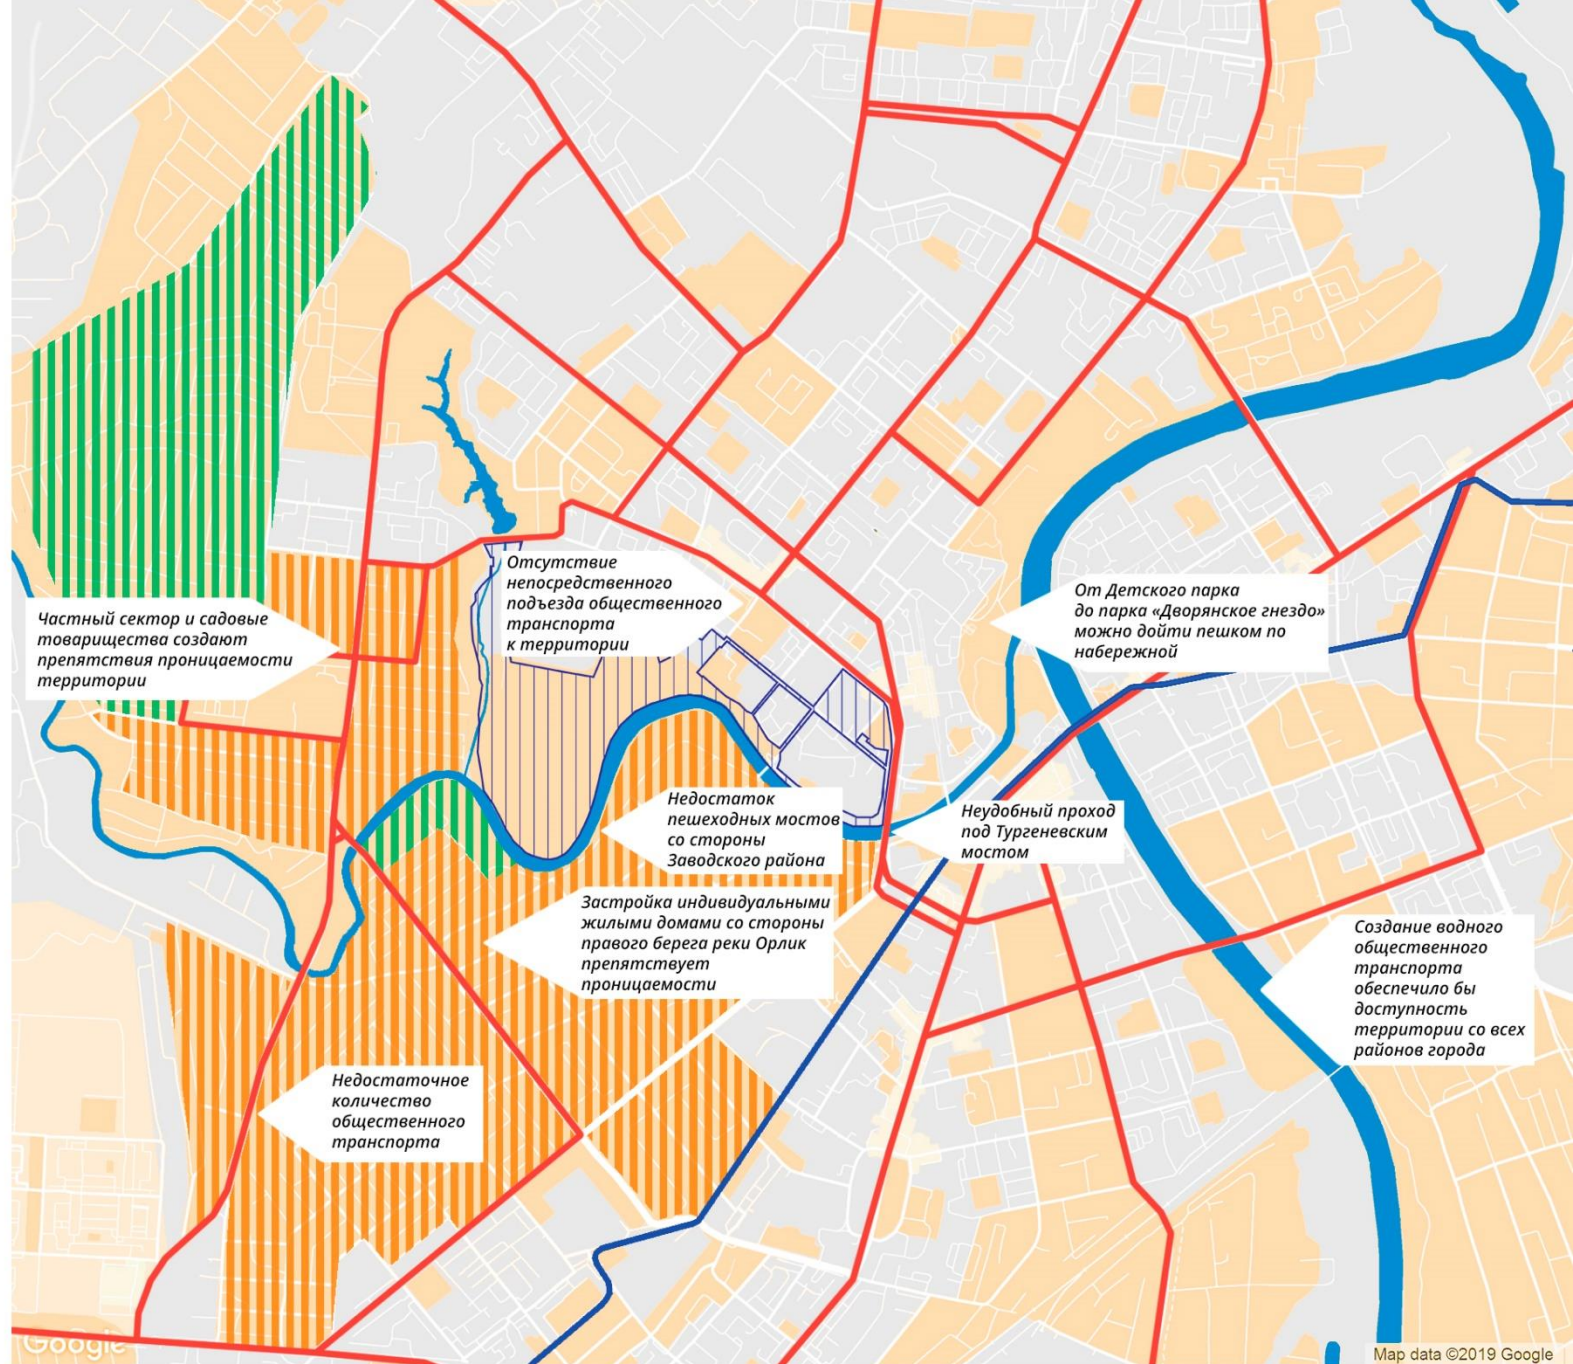 Отсутствие
непосредственного
подъезда общественного
транспорта
к территории
От Детского парка
до парка «Дворянское гнездо»
можно дойти пешком по
набережной
Частный сектор и садовые
товарищества создают
препятствия проницаемости
территории
Недостаток
пешеходных мостов
со стороны
Заводского района
Неудобный проход
под Тургеневским
мостом
Застройка индивидуальными
жилыми домами со стороны
правого берега реки Орлик
препятствует
проницаемости
Создание водного
общественного
транспорта
обеспечило бы
доступность
территории со всех
районов города
Недостаточное
количество
общественного
транспорта
Google
Map data ©2019 Google